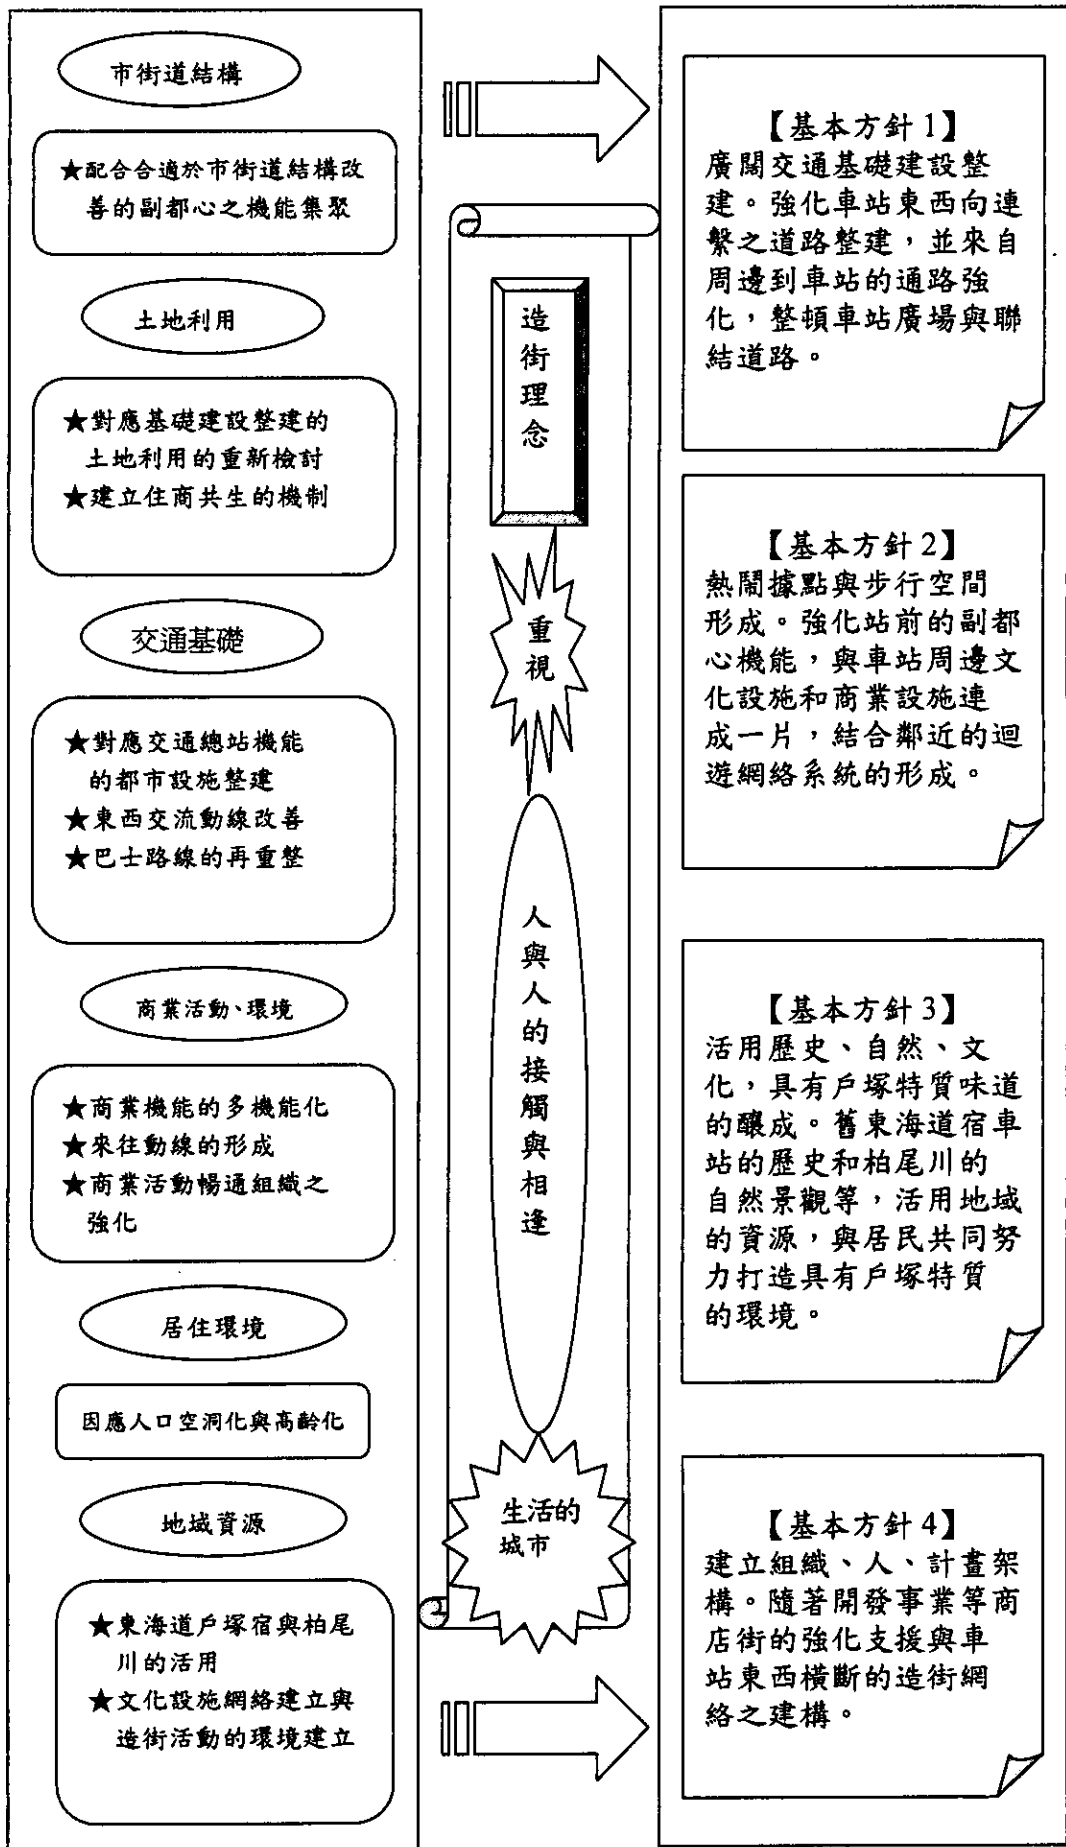 市街道結構
★配合合適於市街道結構改
善的副都心之機能集聚
土地利用
★對應基礎建設整建的
土地利用的重新檢討
★建立住商共生的機制
交通基礎
★對應交通總站機能
的都市設施整建
★東西交流動線改善
★巴士路線的再重整
商業活動、環境
★商業機能的多機能化
★來往動線的形成
★商業活動暢通組織之
強化
居住環境
因應人口空洞化與高齡化
地域資源
★東海道戶塚宿與柏尾
川的活用
★文化設施網絡建立與
造街活動的環境建立
造街理念
重視
人與人的接觸與相逢
生活的
城市
【基本方針 1】
廣闊交通基礎建設整
建。強化車站東西向連
繫之道路整建，並來自
周邊到車站的通路強
化，整頓車站廣場與聯
結道路。
【基本方針 2】
熱鬧據點與步行空間
形成。強化站前的副都
心機能，與車站周邊文
化設施和商業設施連
成一片，結合鄰近的迴
遊網絡系統的形成。
【基本方針 3】
活用歷史、自然、文
化，具有戶塚特質味道
的釀成。舊東海道宿車
站的歷史和柏尾川的
自然景觀等，活用地域
的資源，與居民共同努
力打造具有戶塚特質
的環境。
【基本方針 4】
建立組織、人、計畫架
構。隨著開發事業等商
店街的強化支援與車
站東西橫斷的造街網
絡之建構。